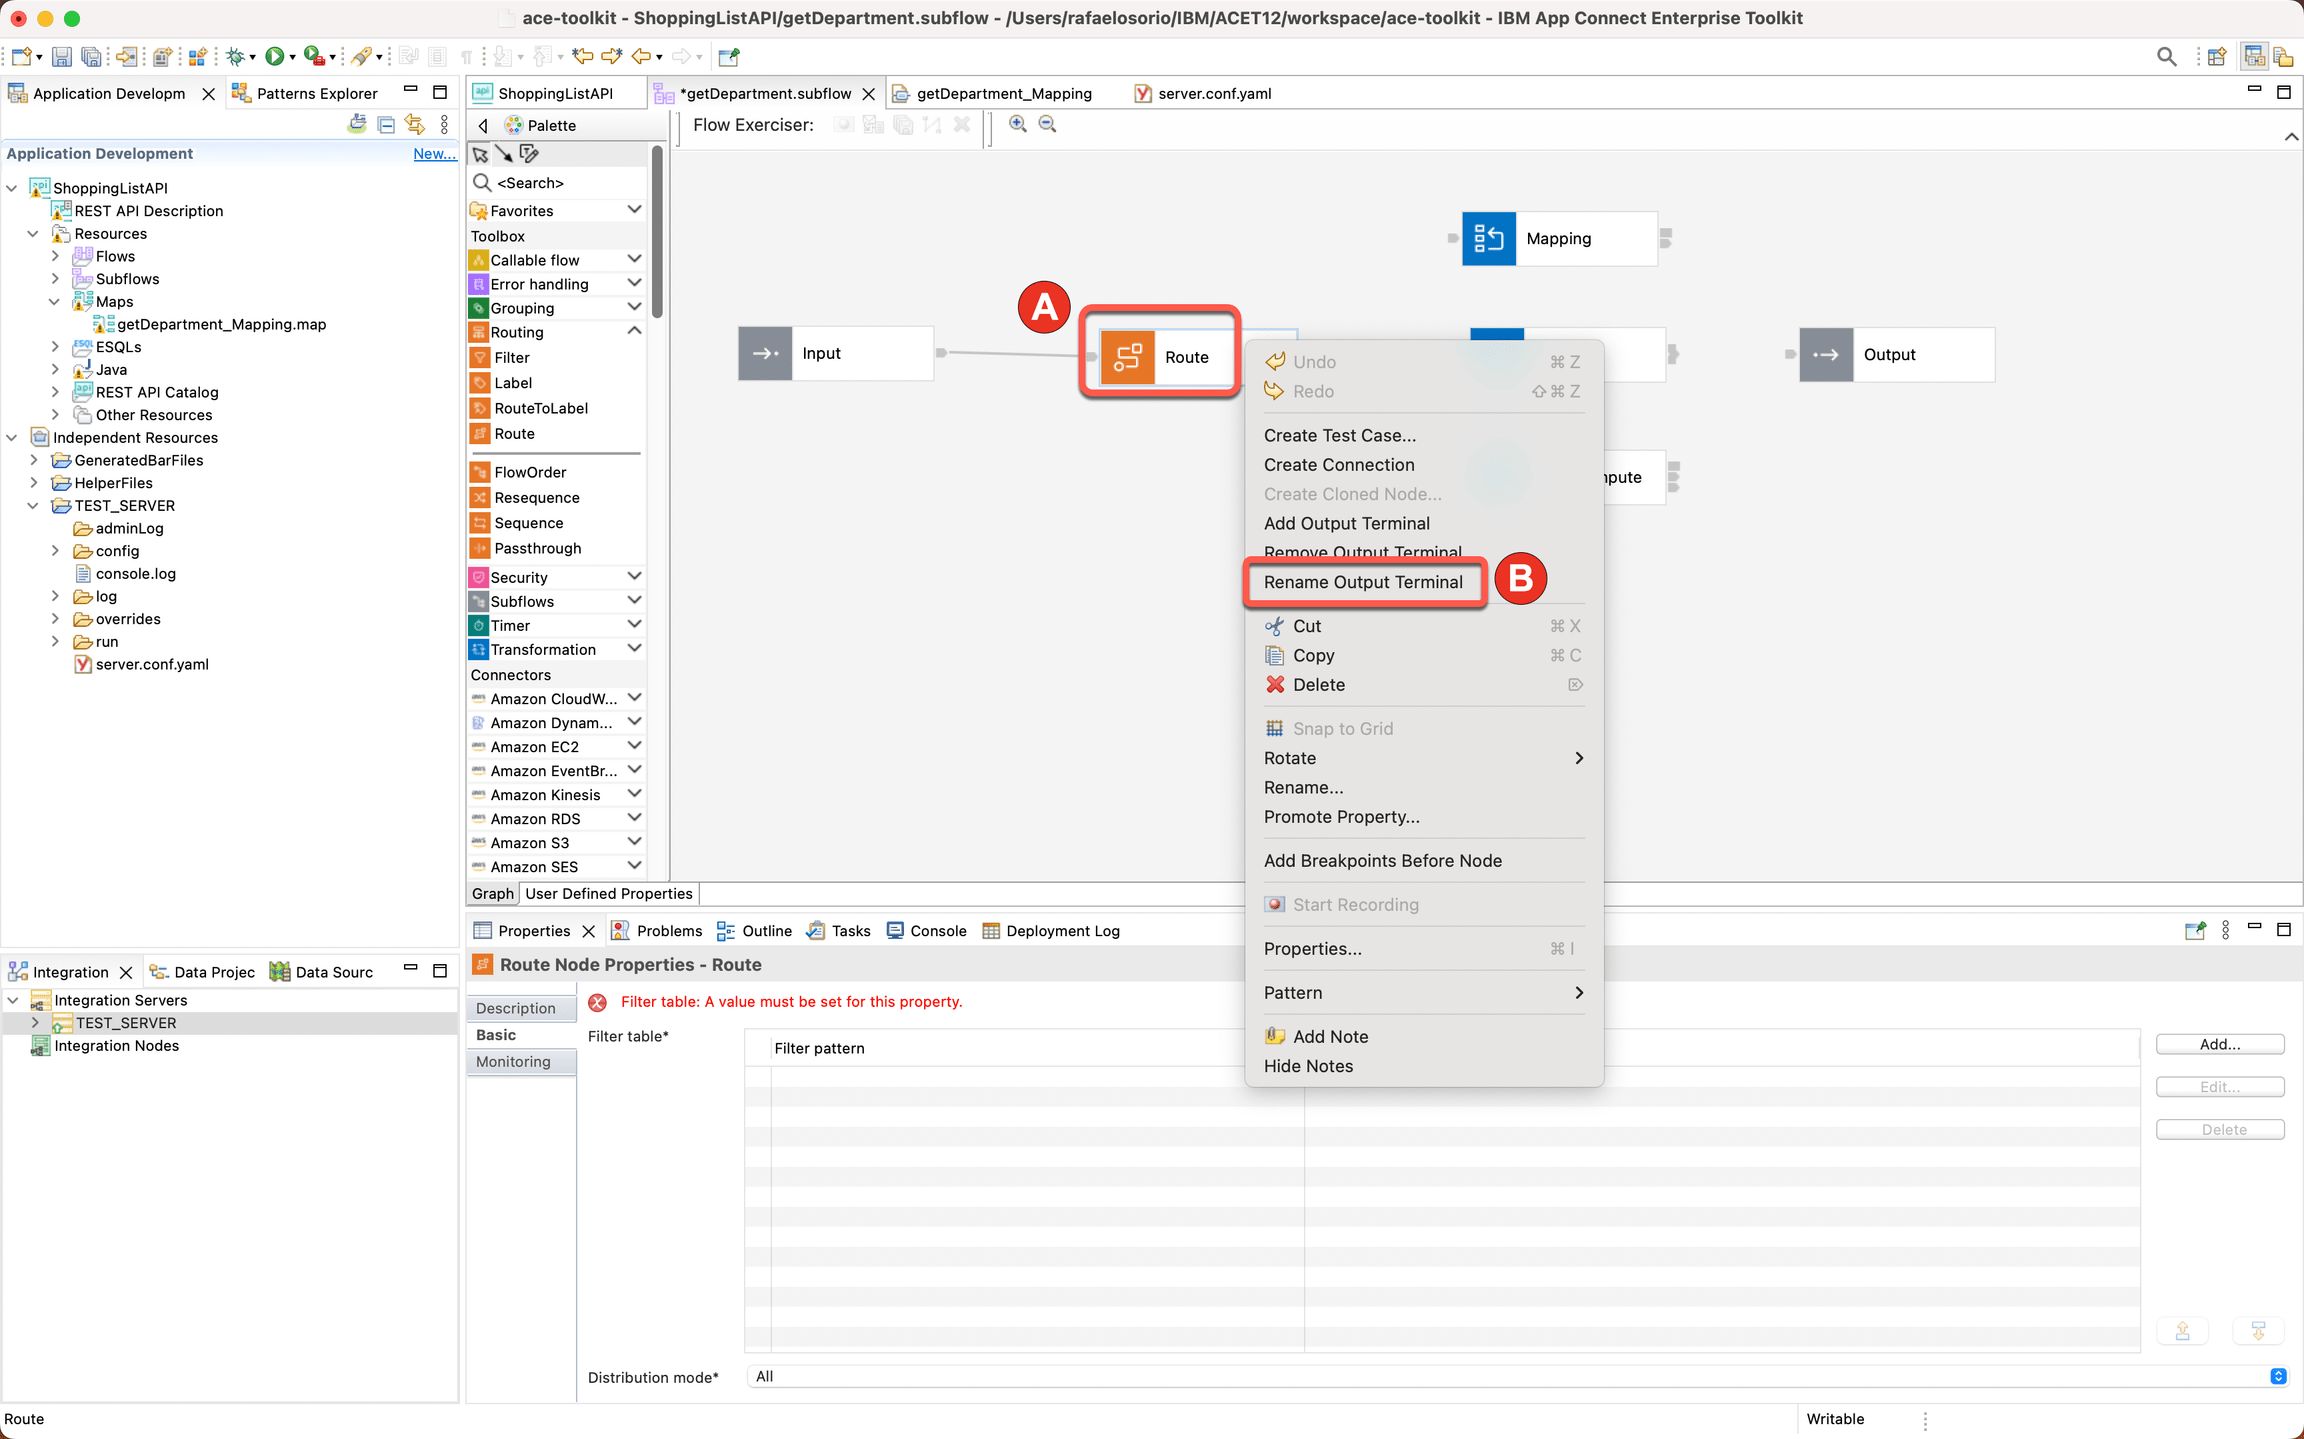 ace-toolkit - ShoppingListAPI/getDepartment.subflow - /Users/rafaelosorio/IBM/ACET12/workspace/ace-toolkit - IBM App Connect Enterprise Toolkit
Application Developm
Patterns Explorer
Application Development
New...
ShoppingListAPI
REST API Description
Resources
Flows
Subflows
Maps
getDepartment_Mapping.map
ESQLs
Java
REST API Catalog
Other Resources
Independent Resources
GeneratedBarFiles
HelperFiles
TEST_SERVER
adminLog
config
console.log
log
overrides
run
server.conf.yaml
Integration
Data Projec
Data Sourc
Integration Servers
TEST_SERVER
Integration Nodes
ShoppingListAPI
*getDepartment.subflow
getDepartment_Mapping
server.conf.yaml
Palette
Flow Exerciser:
<Search>
Favorites
Toolbox
Callable flow
Error handling
Grouping
Routing
Filter
Label
RouteToLabel
Route
FlowOrder
Resequence
Sequence
Passthrough
Security
Subflows
Timer
Transformation
Connectors
Amazon CloudW...
Amazon Dynam...
Amazon EC2
Amazon EventBr...
Amazon Kinesis
Amazon RDS
Amazon S3
Amazon SES
Graph
User Defined Properties
Input
A
Route
Mapping
Output
npute
Undo ⌘ Z
Redo ⇧ ⌘ Z
Create Test Case...
Create Connection
Create Cloned Node...
Add Output Terminal
Remove Output Terminal
Rename Output Terminal
B
Cut ⌘ X
Copy ⌘ C
Delete ⌦
Snap to Grid
Rotate
Rename...
Promote Property...
Add Breakpoints Before Node
Start Recording
Properties... ⌘ I
Pattern
Add Note
Hide Notes
Properties
Problems
Outline
Tasks
Console
Deployment Log
Route Node Properties - Route
Description
Basic
Monitoring
Filter table: A value must be set for this property.
Filter table*
Filter pattern
Add...
Edit...
Delete
Distribution mode*
All
Route
Writable